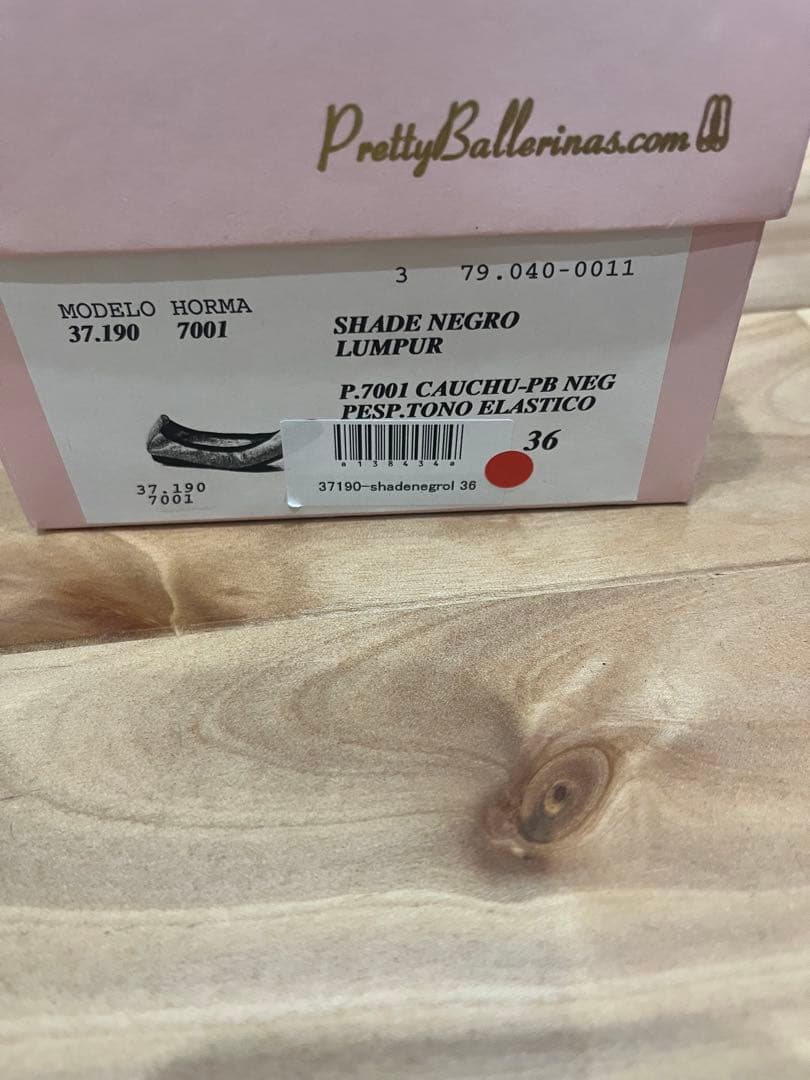 PrettyBallerinas.com
3 79.040-0011
MODELO HORMA
37.190 7001
SHADE NEGRO
LUMPUR
P.7001 CAUCHU-PB NEG
PESP.TONO ELASTICO
36
a138434a
37190-shadenegrol 36
37.190
7001